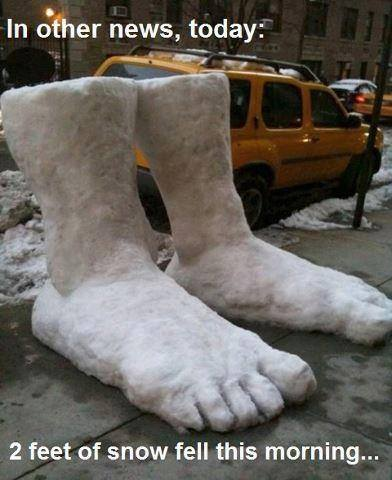 In other news, today:
2 feet of snow fell this morning...